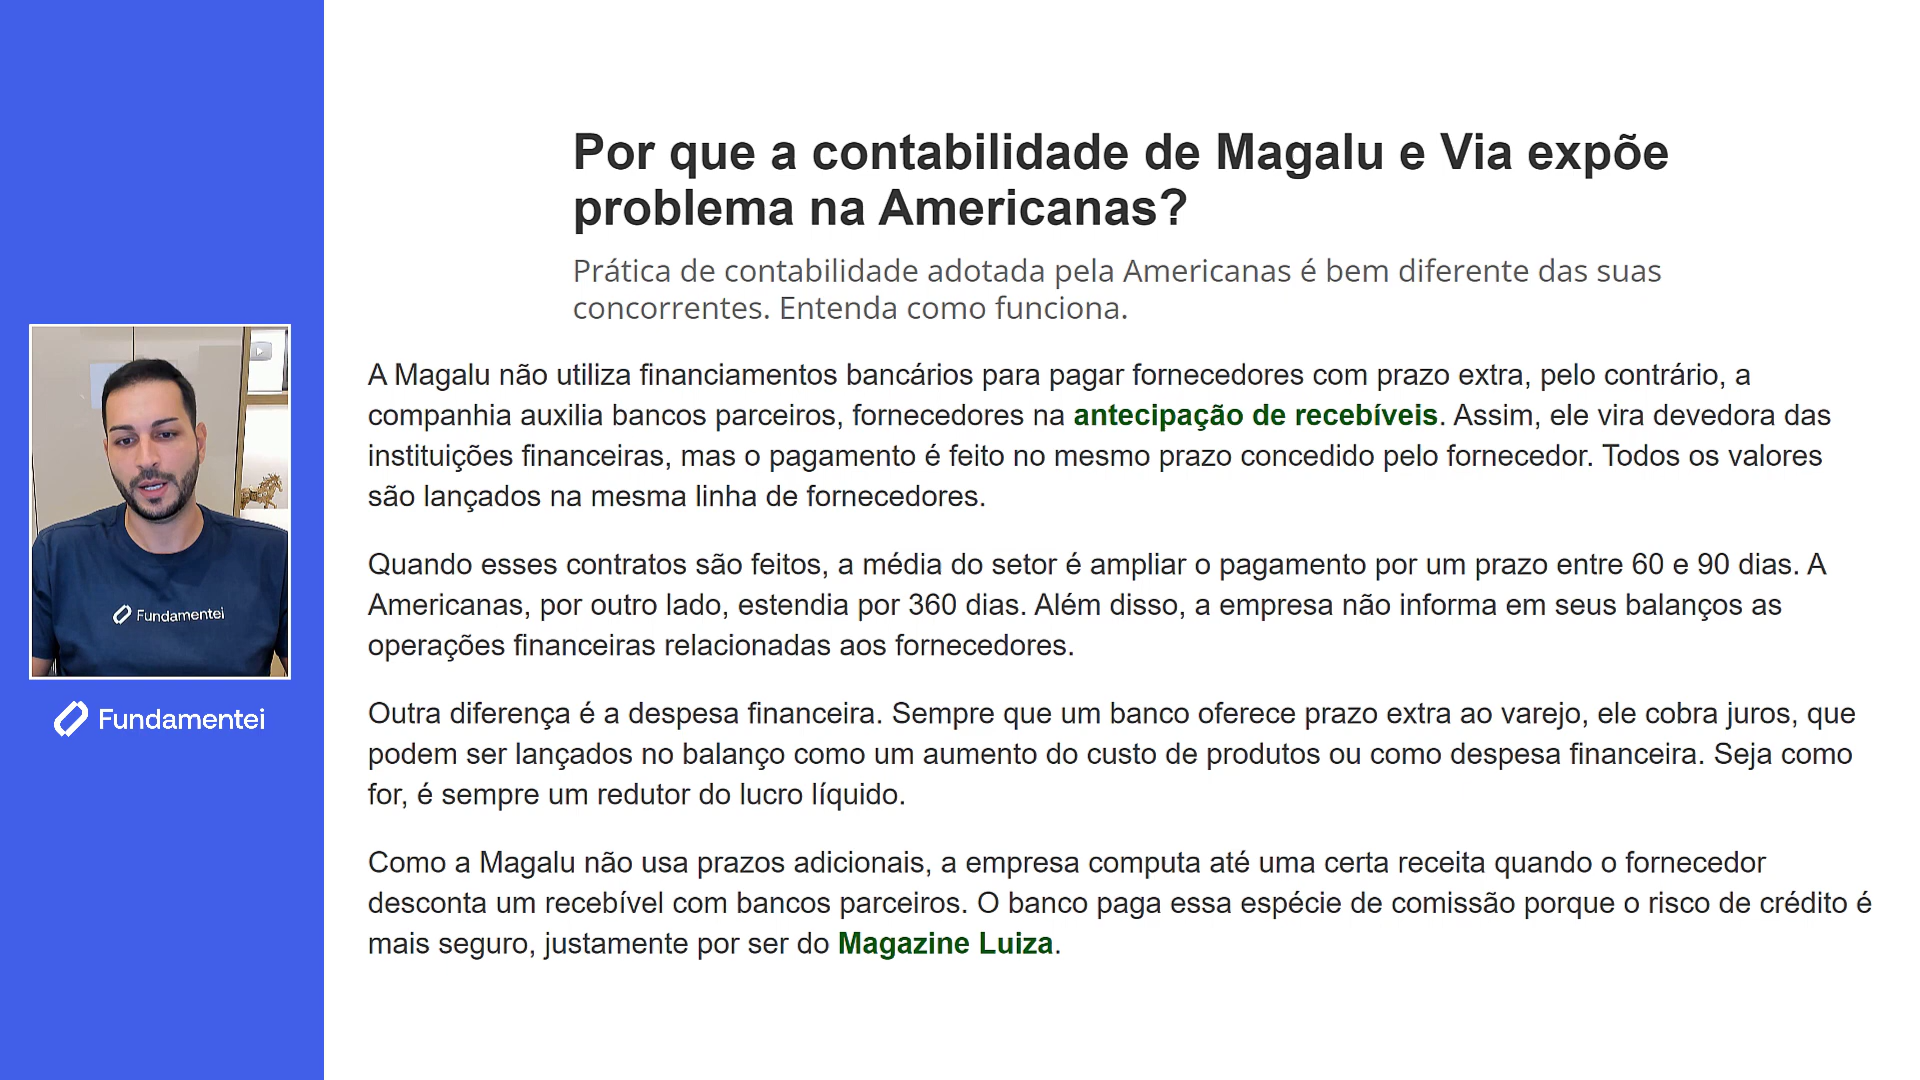 Por que a contabilidade de Magalu e Via expõe
problema na Americanas?
Prática de contabilidade adotada pela Americanas é bem diferente das suas
concorrentes. Entenda como funciona.
A Magalu não utiliza financiamentos bancários para pagar fornecedores com prazo extra, pelo contrário, a
companhia auxilia bancos parceiros, fornecedores na antecipação de recebíveis. Assim, ele vira devedora das
instituições financeiras, mas o pagamento é feito no mesmo prazo concedido pelo fornecedor. Todos os valores
são lançados na mesma linha de fornecedores.
Quando esses contratos são feitos, a média do setor é ampliar o pagamento por um prazo entre 60 e 90 dias. A
Americanas, por outro lado, estendia por 360 dias. Além disso, a empresa não informa em seus balanços as
operações financeiras relacionadas aos fornecedores.
Outra diferença é a despesa financeira. Sempre que um banco oferece prazo extra ao varejo, ele cobra juros, que
podem ser lançados no balanço como um aumento do custo de produtos ou como despesa financeira. Seja como
for, é sempre um redutor do lucro líquido.
Como a Magalu não usa prazos adicionais, a empresa computa até uma certa receita quando o fornecedor
desconta um recebível com bancos parceiros. O banco paga essa espécie de comissão porque o risco de crédito é
mais seguro, justamente por ser do Magazine Luiza.
Fundamentei
Fundamentei